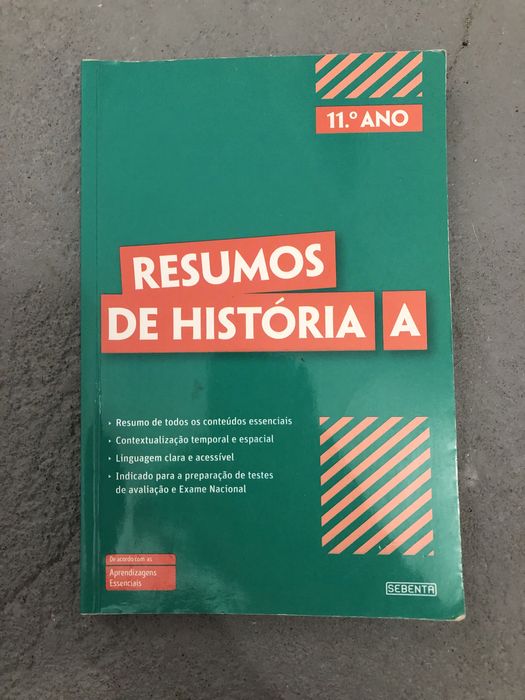 11.º ANO
RESUMOS
DE HISTÓRIA A
› Resumo de todos os conteúdos essenciais
› Contextualização temporal e espacial
› Linguagem clara e acessível
› Indicado para a preparação de testes
de avaliação e Exame Nacional
De acordo com as
Aprendizagens
Essenciais
SEBENTA